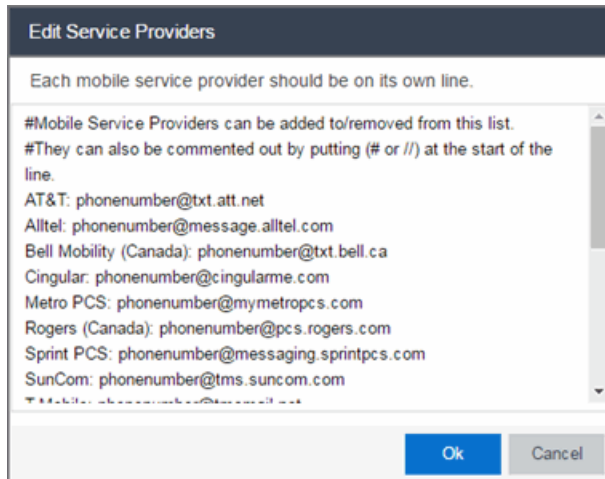 Edit Service Providers
Each mobile service provider should be on its own line.
#Mobile Service Providers can be added to/removed from this list.
#They can also be commented out by putting (# or //) at the start of the
line.
AT&T: phonenumber@txt.att.net
Alltel: phonenumber@message.alltel.com
Bell Mobility (Canada): phonenumber@txt.bell.ca
Cingular: phonenumber@cingularme.com
Metro PCS: phonenumber@mymetropcs.com
Rogers (Canada): phonenumber@pcs.rogers.com
Sprint PCS: phonenumber@messaging.sprintpcs.com
SunCom: phonenumber@tms.suncom.com
T-Mobile: phonenumber@tmomail.net
Ok
Cancel